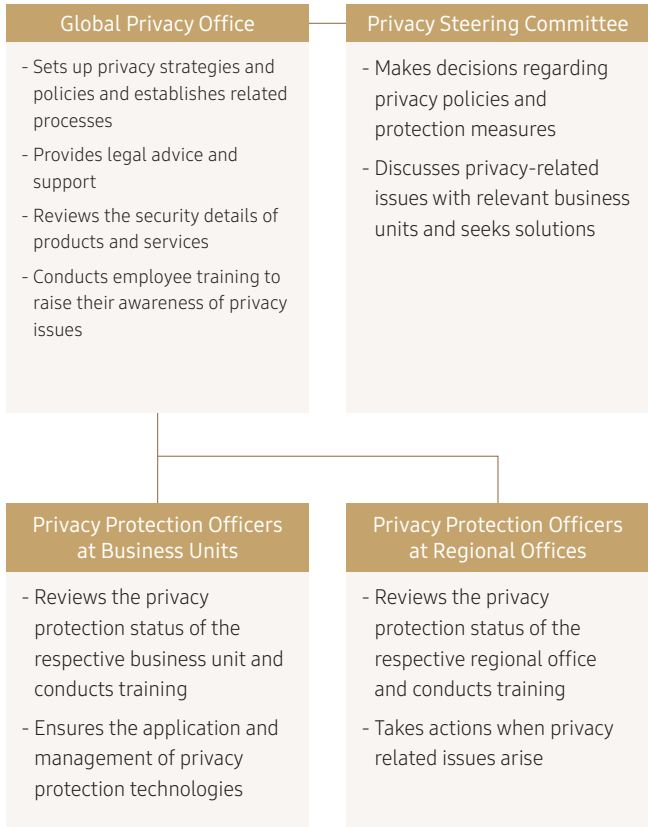 Global Privacy Office
- Sets up privacy strategies and
policies and establishes related
processes
- Provides legal advice and
support
- Reviews the security details of
products and services
- Conducts employee training to
raise their awareness of privacy
issues
Privacy Steering Committee
- Makes decisions regarding
privacy policies and
protection measures
- Discusses privacy-related
issues with relevant business
units and seeks solutions
Privacy Protection Officers
at Business Units
- Reviews the privacy
protection status of the
respective business unit and
conducts training
- Ensures the application and
management of privacy
protection technologies
Privacy Protection Officers
at Regional Offices
- Reviews the privacy
protection status of the
respective regional office
and conducts training
- Takes actions when privacy
related issues arise